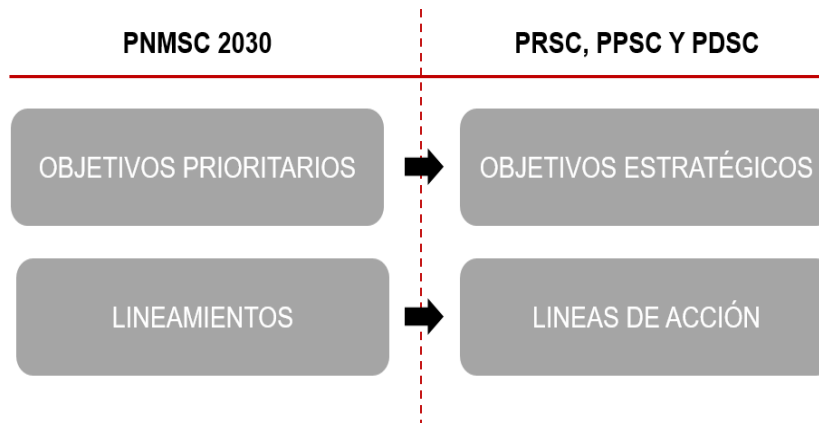 PNMSC 2030
PRSC, PPSC Y PDSC
OBJETIVOS PRIORITARIOS
OBJETIVOS ESTRATÉGICOS
LINEAMIENTOS
LINEAS DE ACCIÓN